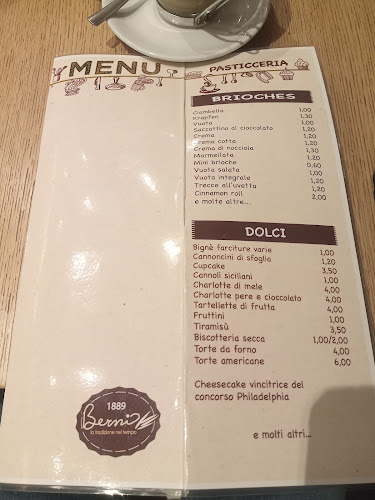 MENU
PASTICCERIA
BRIOCHES
Ciambella 1,00
Krapfen 1,30
Vuoto 1,00
Saccottino di cioccolato 1,20
Crema 1,20
Crema cotta 1,20
Crema di nocciola 1,30
Marmellata 1,20
Mini brioche 0,60
Vuota salata 1,00
Vuota integrale 1,20
Trecce all'uvetta 1,20
Cinnamon roll 2,00
e molte altre...
DOLCI
Bignè farciture varie 1,00
Cannoncini di sfoglia 1,20
Cupcake 3,50
Cannoli siciliani 1,00
Charlotte di mele 4,00
Charlotte pere e cioccolato 4,00
Tartellette di frutta 4,00
Fruttini 1,00
Tiramisù 3,50
Biscotteria secca 1,00/2,00
Torte da forno 4,00
Torte americane 6,00
Cheesecake vincitrice del
concorso Philadelphia
e molti altri...
1889
Berni
la tradizione nel tempo